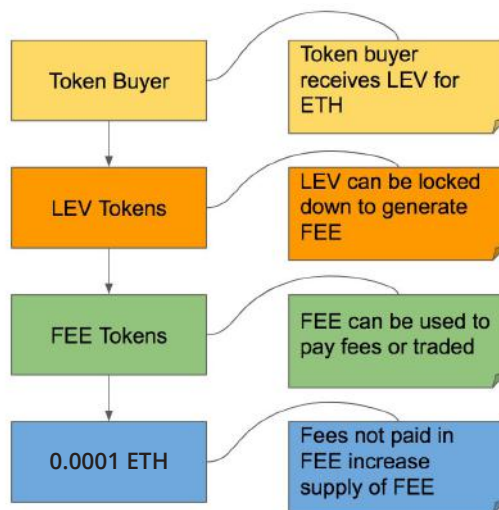 Token Buyer
Token buyer
receives LEV for
ETH
LEV Tokens
LEV can be locked
down to generate
FEE
FEE Tokens
FEE can be used to
pay fees or traded
0.0001 ETH
Fees not paid in
FEE increase
supply of FEE